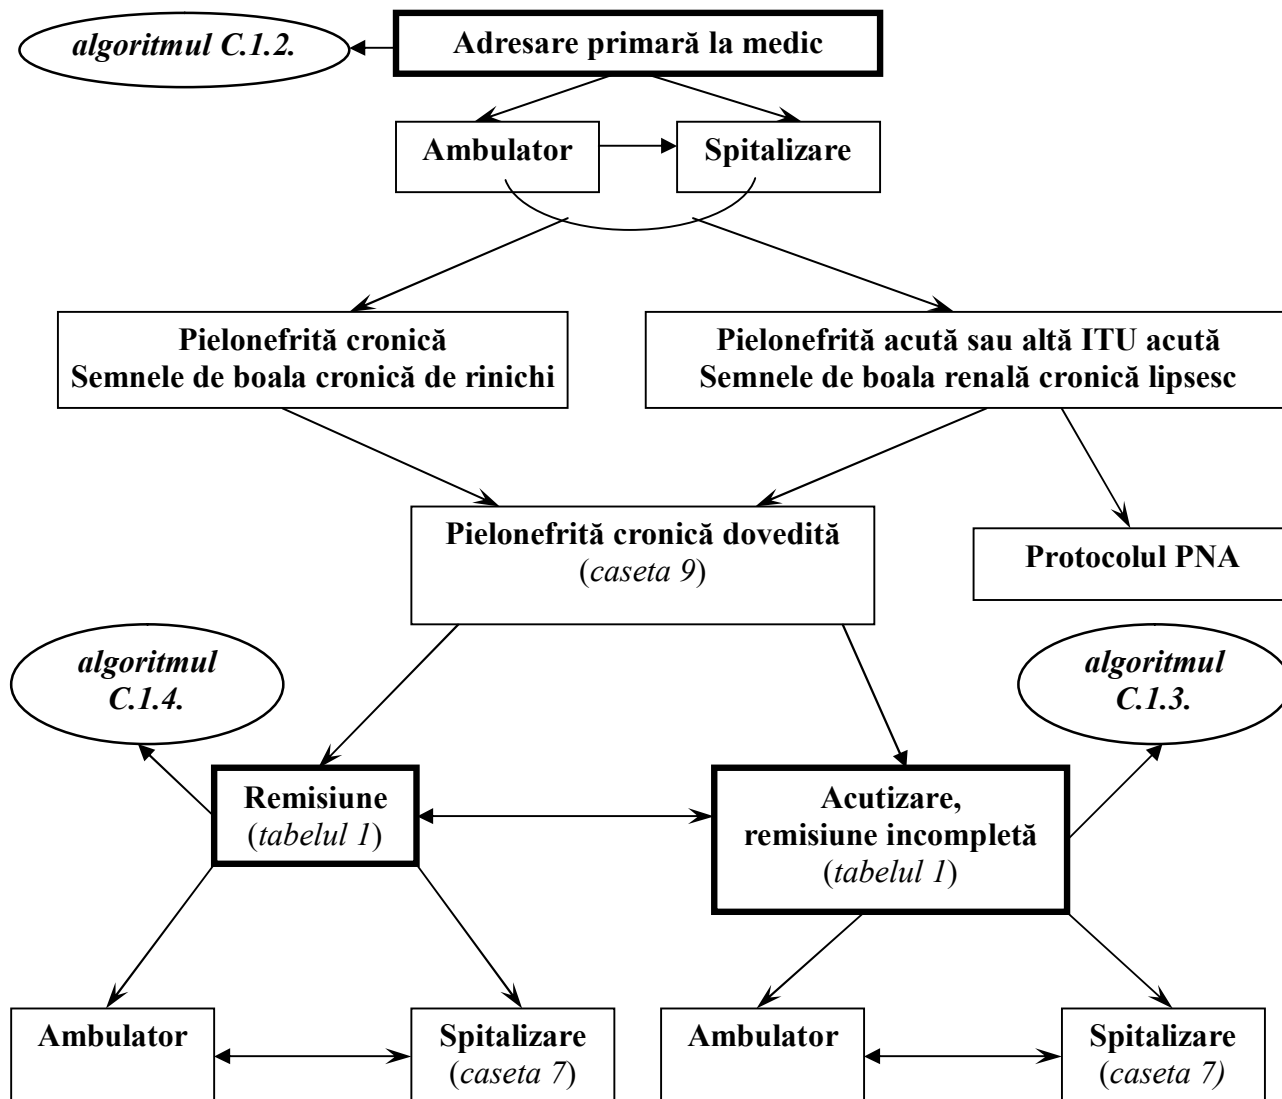 algoritmul C.1.2.
Adresare primară la medic
Ambulator
Spitalizare
Pielonefrită cronică
Semnele de boala cronică de rinichi
Pielonefrită acută sau altă ITU acută
Semnele de boala renală cronică lipsesc
Pielonefrită cronică dovedită
(caseta 9)
Protocolul PNA
algoritmul
C.1.4.
algoritmul
C.1.3.
Remisiune
(tabelul 1)
Acutizare,
remisiune incompletă
(tabelul 1)
Ambulator
Spitalizare
(caseta 7)
Ambulator
Spitalizare
(caseta 7)